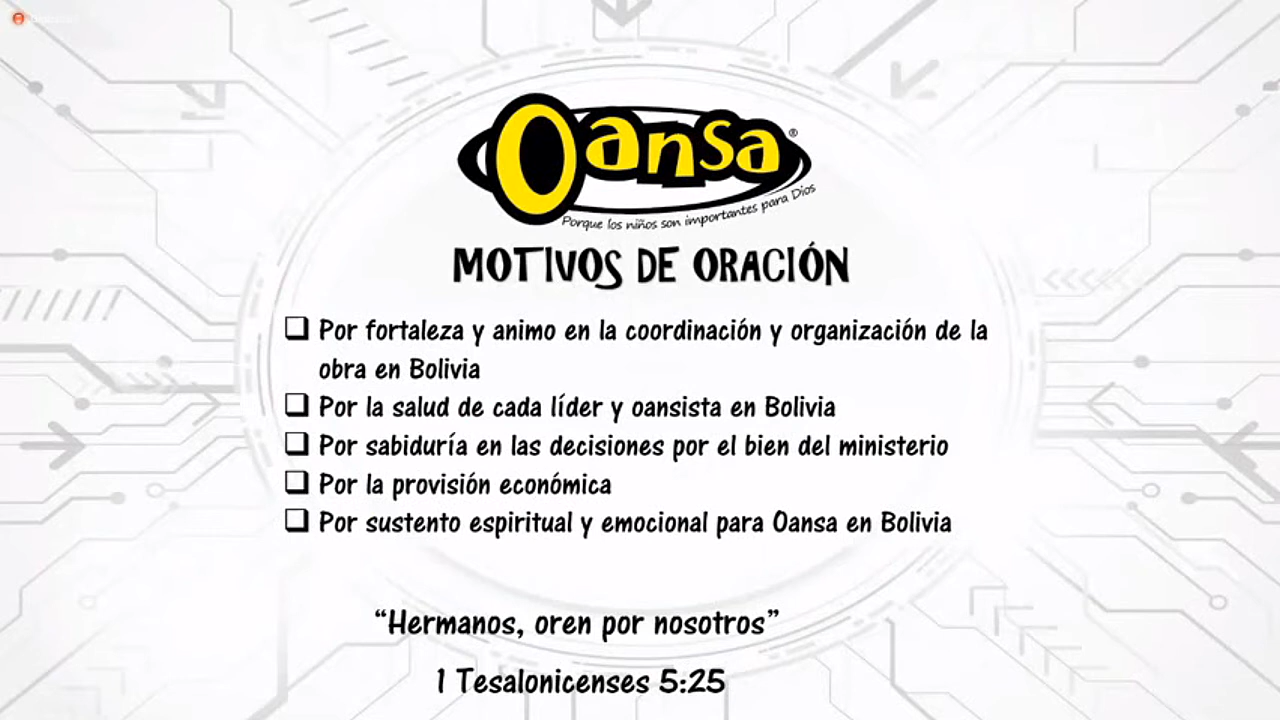 Oansa®
Porque los niños son importantes para Dios
MOTIVOS DE ORACIÓN
❑ Por fortaleza y animo en la coordinación y organización de la
obra en Bolivia
❑ Por la salud de cada líder y oansista en Bolivia
❑ Por sabiduría en las decisiones por el bien del ministerio
❑ Por la provisión económica
❑ Por sustento espiritual y emocional para Oansa en Bolivia
“Hermanos, oren por nosotros”
1 Tesalonicenses 5:25